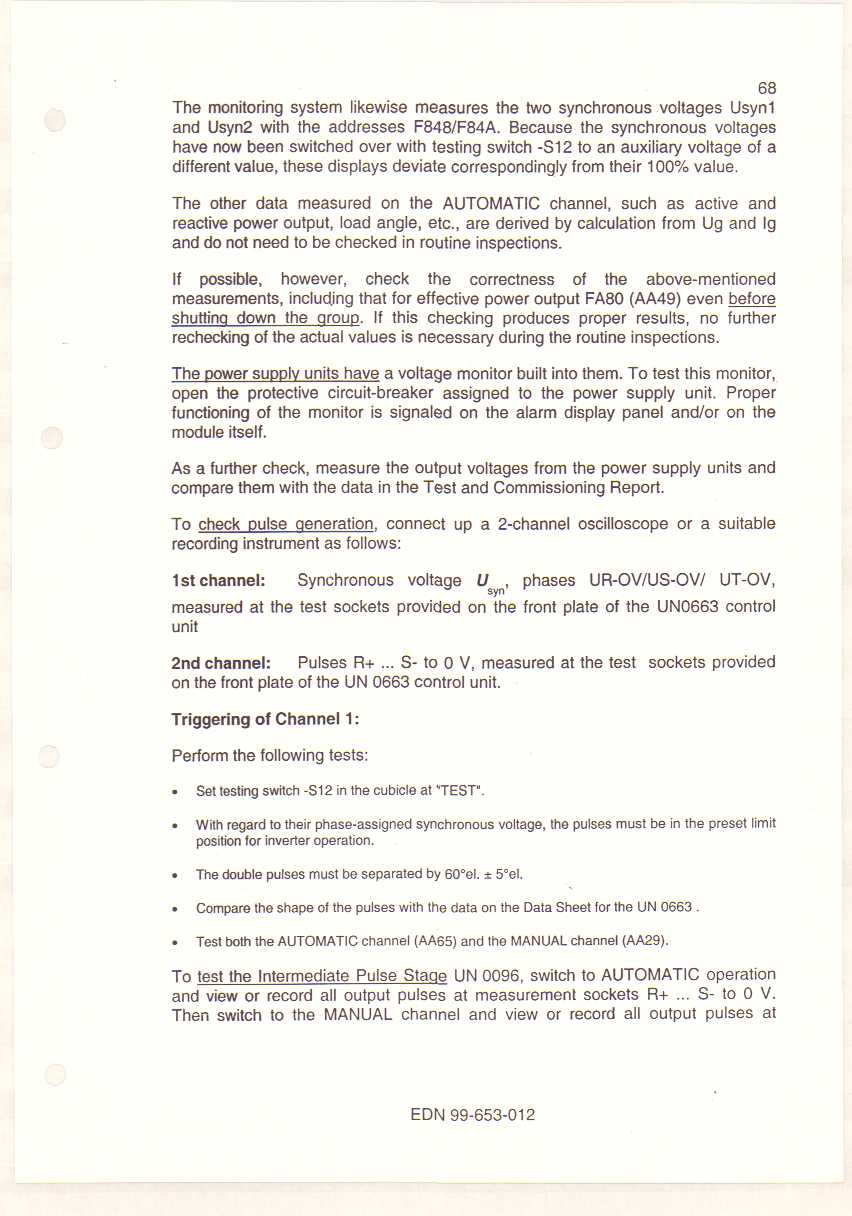 68
The monitoring system likewise measures the two synchronous voltages Usyn1
and Usyn2 with the addresses F848/F84A. Because the synchronous voltages
have now been switched over with testing switch -S12 to an auxiliary voltage of a
different value, these displays deviate correspondingly from their 100% value.
The other data measured on the AUTOMATIC channel, such as active and
reactive power output, load angle, etc., are derived by calculation from Ug and Ig
and do not need to be checked in routine inspections.
If possible, however, check the correctness of the above-mentioned
measurements, including that for effective power output FA80 (AA49) even before
shutting down the group. If this checking produces proper results, no further
rechecking of the actual values is necessary during the routine inspections.
The power supply units have a voltage monitor built into them. To test this monitor,
open the protective circuit-breaker assigned to the power supply unit. Proper
functioning of the monitor is signaled on the alarm display panel and/or on the
module itself.
As a further check, measure the output voltages from the power supply units and
compare them with the data in the Test and Commissioning Report.
To check pulse generation, connect up a 2-channel oscilloscope or a suitable
recording instrument as follows:
1st channel: Synchronous voltage Usyn, phases UR-OV/US-OV/ UT-OV,
measured at the test sockets provided on the front plate of the UN0663 control
unit
2nd channel: Pulses R+ ... S- to 0 V, measured at the test sockets provided
on the front plate of the UN 0663 control unit.
Triggering of Channel 1:
Perform the following tests:
• Set testing switch -S12 in the cubicle at "TEST".
• With regard to their phase-assigned synchronous voltage, the pulses must be in the preset limit
position for inverter operation.
• The double pulses must be separated by 60°el. ± 5°el.
• Compare the shape of the pulses with the data on the Data Sheet for the UN 0663 .
• Test both the AUTOMATIC channel (AA65) and the MANUAL channel (AA29).
To test the Intermediate Pulse Stage UN 0096, switch to AUTOMATIC operation
and view or record all output pulses at measurement sockets R+ ... S- to 0 V.
Then switch to the MANUAL channel and view or record all output pulses at
EDN 99-653-012